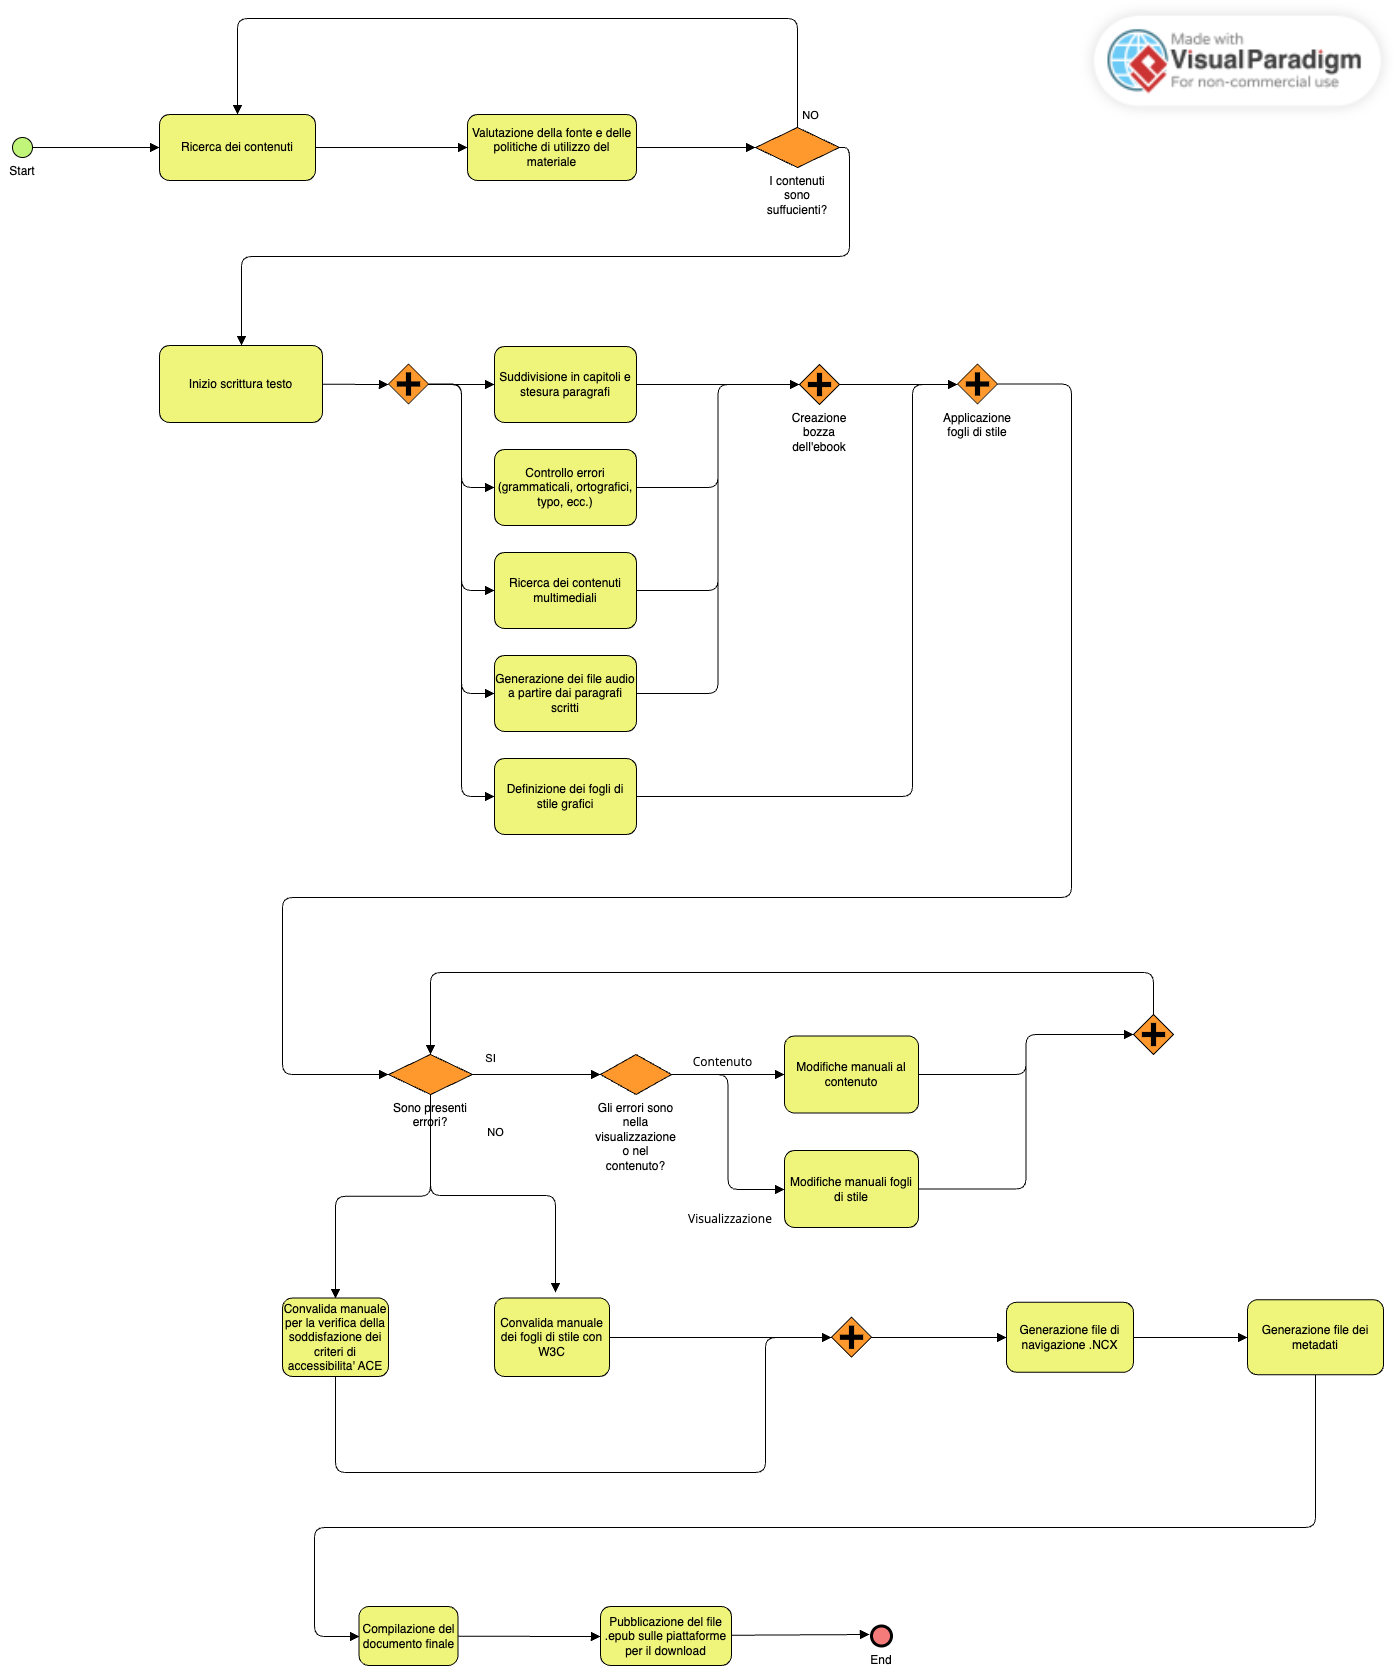 Made with
VisualParadigm
For non-commercial use
NO
Start
Ricerca dei contenuti
Valutazione della fonte e delle
politiche di utilizzo del
materiale
I contenuti
sono
suffucienti?
Inizio scrittura testo
Suddivisione in capitoli e
stesura paragrafi
Creazione
bozza
dell'ebook
Applicazione
fogli di stile
Controllo errori
(grammaticali, ortografici,
typo, ecc.)
Ricerca dei contenuti
multimediali
Generazione dei file audio
a partire dai paragrafi
scritti
Definizione dei fogli di
stile grafici
SI
Sono presenti
errori?
NO
Gli errori sono
nella
visualizzazione
o nel
contenuto?
Contenuto
Modifiche manuali al
contenuto
Modifiche manuali fogli
di stile
Visualizzazione
Convalida manuale
per la verifica della
soddisfazione dei
criteri di
accessibilita' ACE
Convalida manuale
dei fogli di stile con
W3C
Generazione file di
navigazione .NCX
Generazione file dei
metadati
Compilazione del
documento finale
Pubblicazione del file
.epub sulle piattaforme
per il download
End